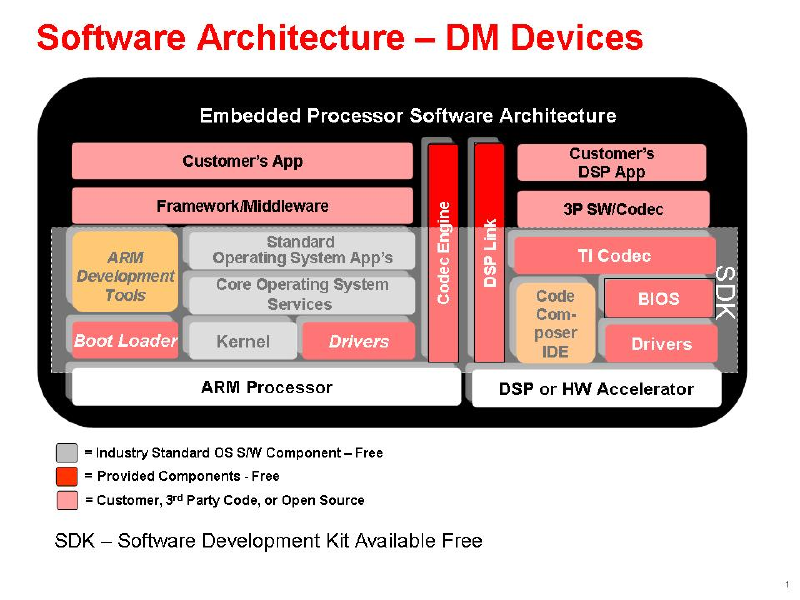 Software Architecture – DM Devices
Embedded Processor Software Architecture
Customer's App
Framework/Middleware
ARM
Development
Tools
Standard
Operating System App's
Core Operating System
Services
Boot Loader
Kernel
Drivers
ARM Processor
Codec Engine
DSP Link
Customer's
DSP App
3P SW/Codec
TI Codec
Code
Com-
poser
IDE
BIOS
Drivers
SDK
DSP or HW Accelerator
= Industry Standard OS S/W Component – Free
= Provided Components - Free
= Customer, 3rd Party Code, or Open Source
SDK – Software Development Kit Available Free
1